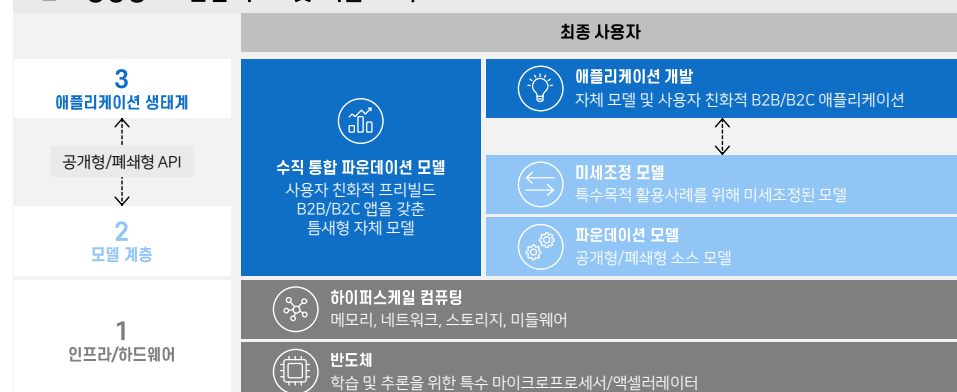 최종 사용자
3
애플리케이션 생태계
공개형/폐쇄형 API
2
모델 계층
1
인프라/하드웨어
수직 통합 파운데이션 모델
사용자 친화적 프리빌드
B2B/B2C 앱을 갖춘
틈새형 자체 모델
애플리케이션 개발
자체 모델 및 사용자 친화적 B2B/B2C 애플리케이션
미세조정 모델
특수목적 활용사례를 위해 미세조정된 모델
파운데이션 모델
공개형/폐쇄형 소스 모델
하이퍼스케일 컴퓨팅
메모리, 네트워크, 스토리지, 미들웨어
반도체
학습 및 추론을 위한 특수 마이크로프로세서/액셀러레이터